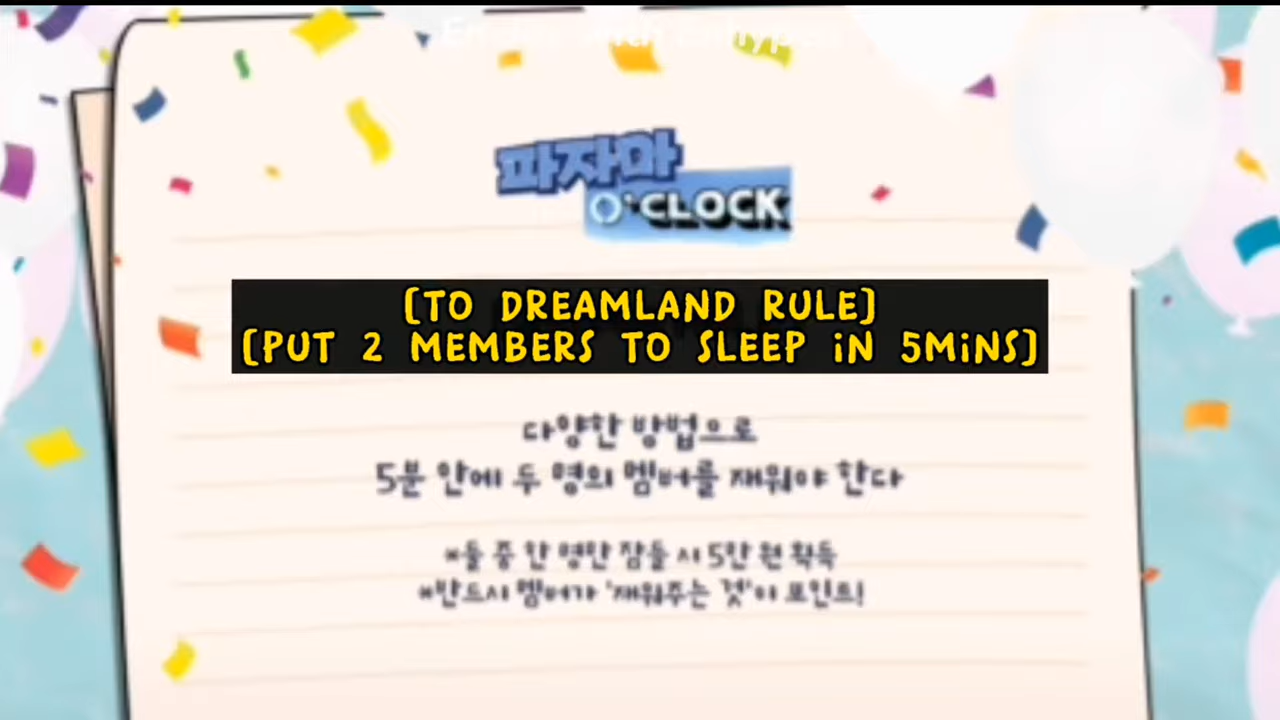 파자마
O'CLOCK
[TO DREAMLAND RULE]
[PUT 2 MEMBERS TO SLEEP IN 5MINS]
다양한 방법으로
5분 안에 두 명의 멤버를 재워야 한다
*둘 중 한 명만 잠들 시 5만 원 획득
*반드시 멤버가 '재워주는 것'이 포인트!